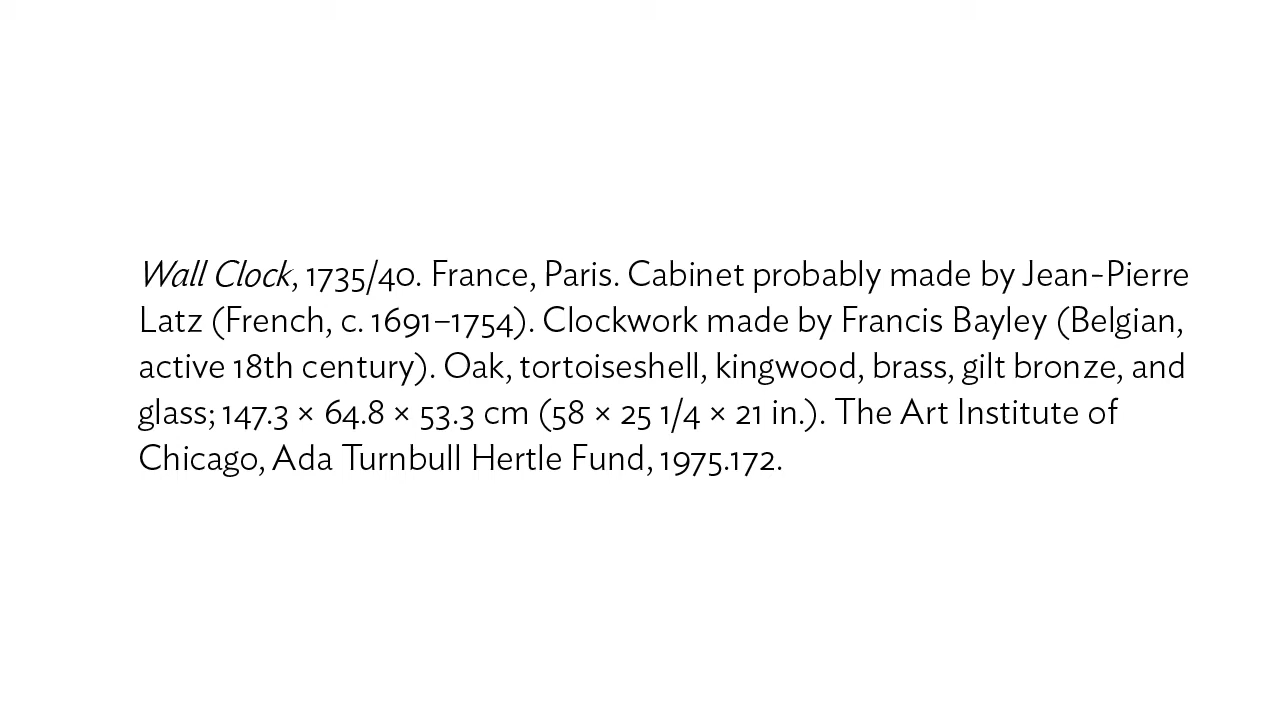 Wall Clock, 1735/40. France, Paris. Cabinet probably made by Jean-Pierre
Latz (French, c. 1691–1754). Clockwork made by Francis Bayley (Belgian,
active 18th century). Oak, tortoiseshell, kingwood, brass, gilt bronze, and
glass; 147.3 × 64.8 × 53.3 cm (58 × 25 1/4 × 21 in.). The Art Institute of
Chicago, Ada Turnbull Hertle Fund, 1975.172.